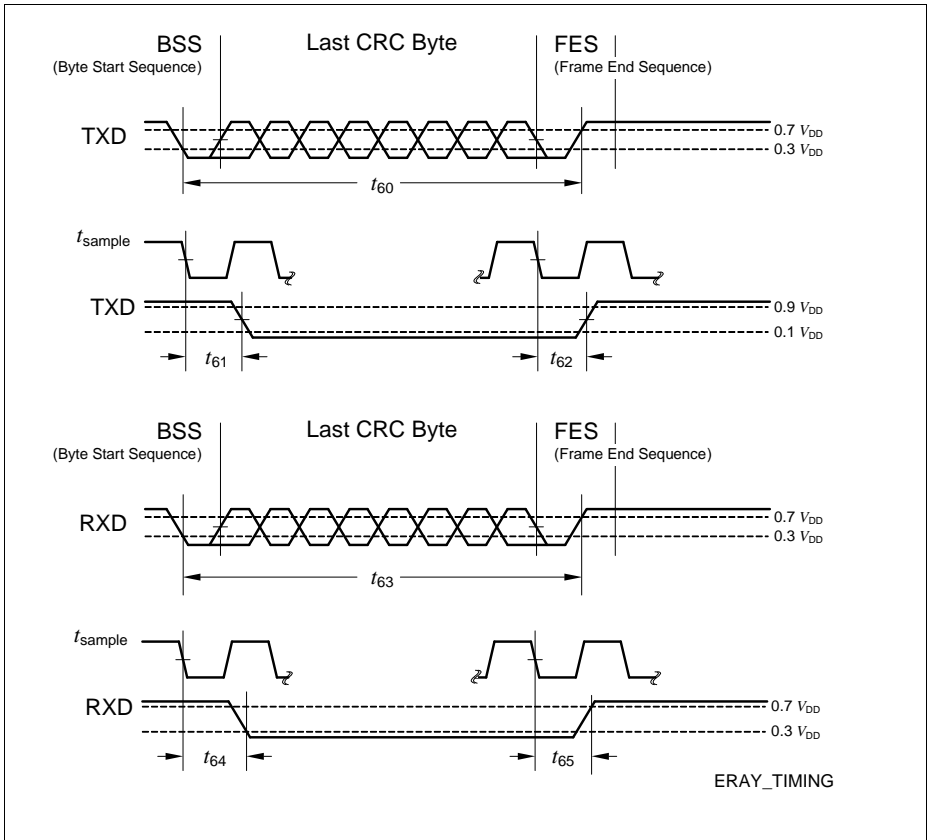 BSS
(Byte Start Sequence)
Last CRC Byte
FES
(Frame End Sequence)
TXD
0.7 VDD
0.3 VDD
t60
tsample
TXD
0.9 VDD
0.1 VDD
t61
t62
BSS
(Byte Start Sequence)
Last CRC Byte
FES
(Frame End Sequence)
RXD
0.7 VDD
0.3 VDD
t63
tsample
RXD
0.7 VDD
0.3 VDD
t64
t65
ERAY_TIMING